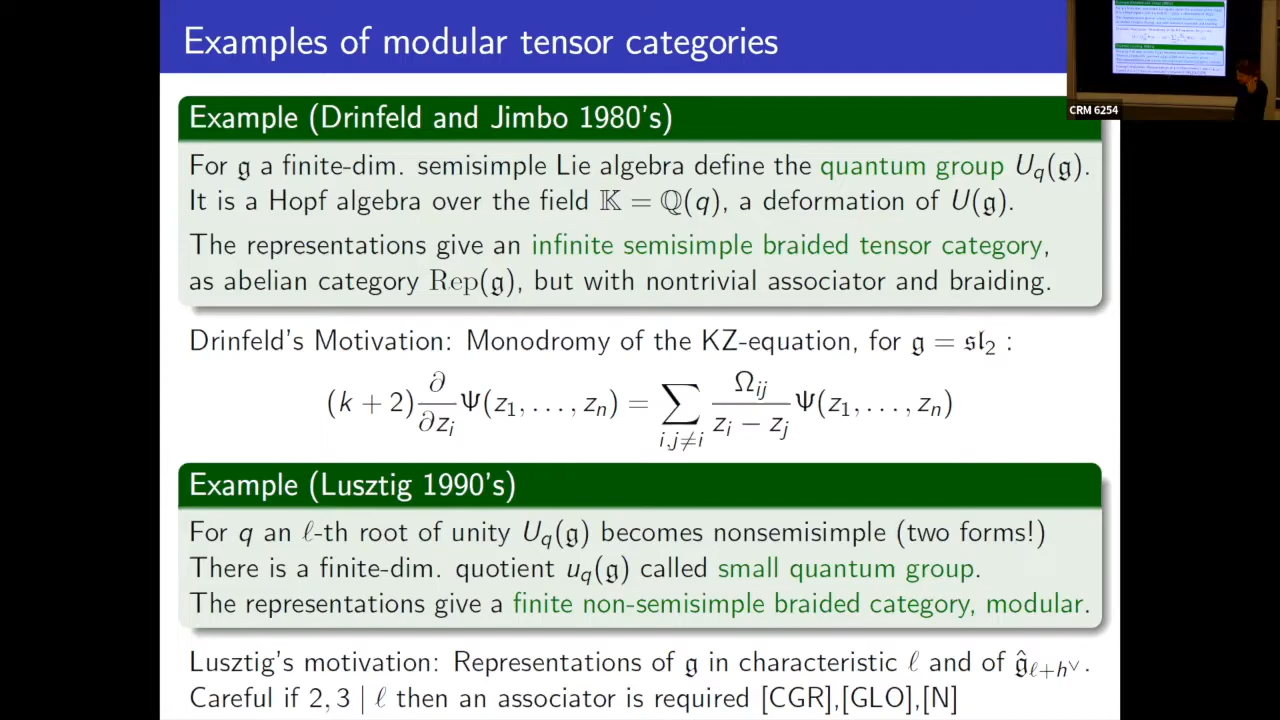 Examples of modular tensor categories
CRM 6254
Example (Drinfeld and Jimbo 1980's)
For 𝔤 a finite-dim. semisimple Lie algebra define the quantum group U_q(𝔤).
It is a Hopf algebra over the field 𝕂 = ℚ(q), a deformation of U(𝔤).
The representations give an infinite semisimple braided tensor category,
as abelian category Rep(𝔤), but with nontrivial associator and braiding.
Drinfeld's Motivation: Monodromy of the KZ-equation, for 𝔤 = 𝔰𝔩₂ :
(k + 2) ∂/∂z_i Ψ(z₁, . . . , z_n) = ∑_{i,j≠i} Ω_{ij}/(z_i − z_j) Ψ(z₁, . . . , z_n)
Example (Lusztig 1990's)
For q an ℓ-th root of unity U_q(𝔤) becomes nonsemisimple (two forms!)
There is a finite-dim. quotient u_q(𝔤) called small quantum group.
The representations give a finite non-semisimple braided category, modular.
Lusztig's motivation: Representations of 𝔤 in characteristic ℓ and of 𝔤̂_{ℓ+h^∨}.
Careful if 2, 3 | ℓ then an associator is required [CGR],[GLO],[N]